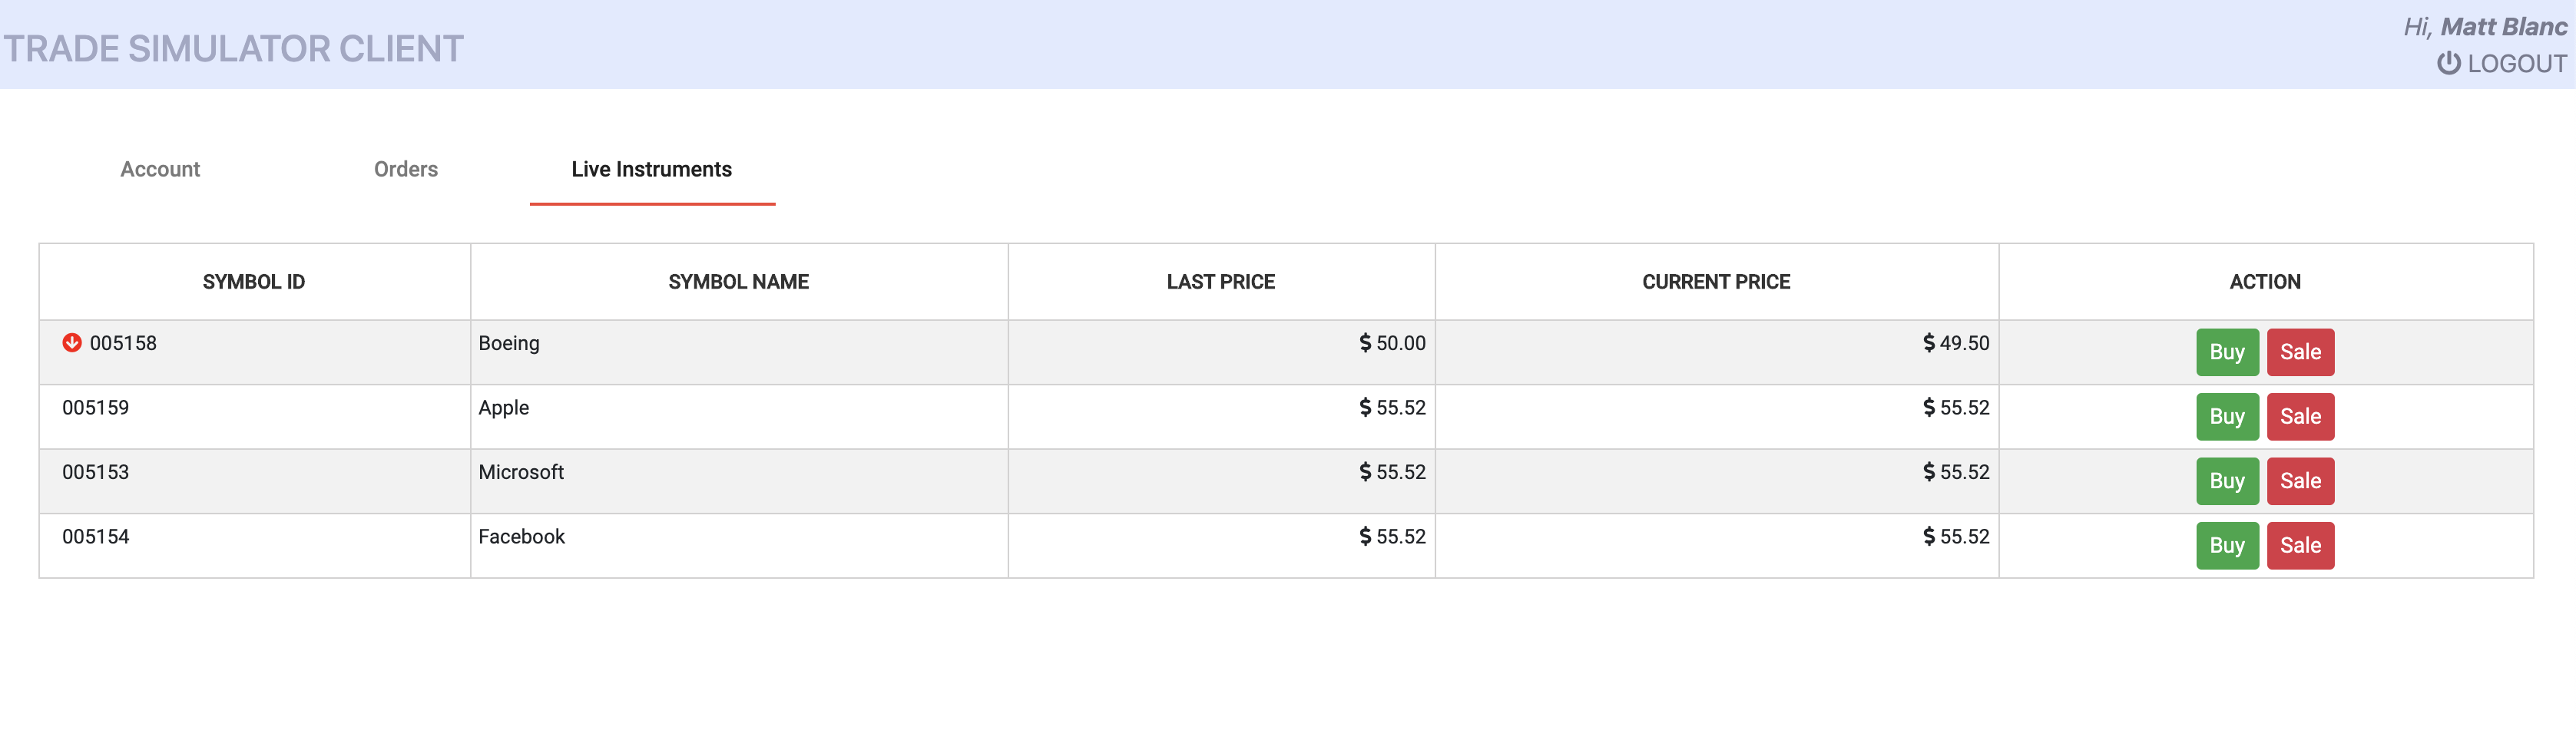 TRADE SIMULATOR CLIENT
Hi, Matt Blanc
LOGOUT
Account Orders Live Instruments
SYMBOL ID SYMBOL NAME LAST PRICE CURRENT PRICE ACTION
005158 Boeing $ 50.00 $ 49.50 Buy Sale
005159 Apple $ 55.52 $ 55.52 Buy Sale
005153 Microsoft $ 55.52 $ 55.52 Buy Sale
005154 Facebook $ 55.52 $ 55.52 Buy Sale